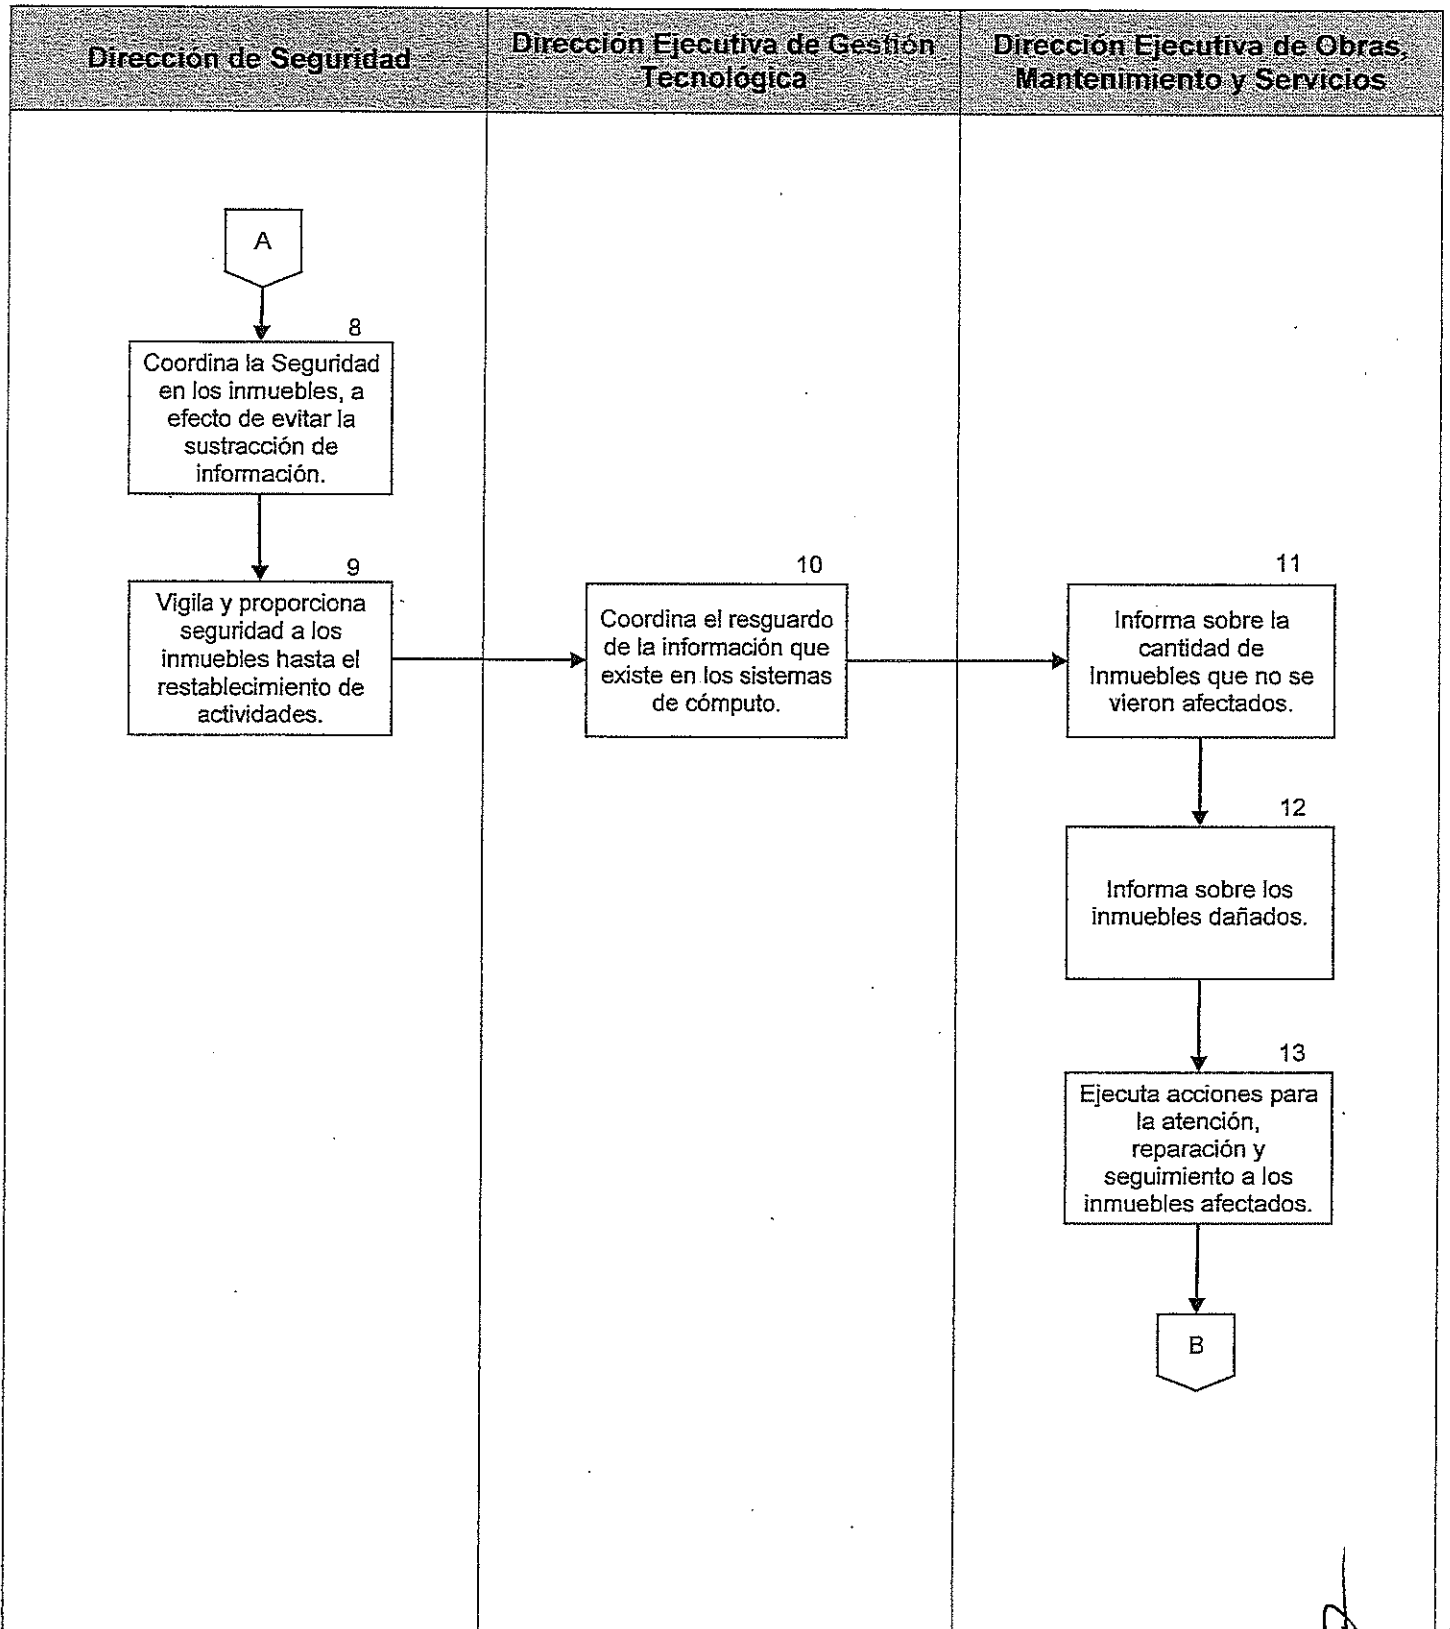 Dirección de Seguridad
Dirección Ejecutiva de Gestión
Tecnológica
Dirección Ejecutiva de Obras,
Mantenimiento y Servicios
A
8
Coordina la Seguridad
en los inmuebles, a
efecto de evitar la
sustracción de
información.
9
Vigila y proporciona
seguridad a los
inmuebles hasta el
restablecimiento de
actividades.
10
Coordina el resguardo
de la información que
existe en los sistemas
de cómputo.
11
Informa sobre la
cantidad de
Inmuebles que no se
vieron afectados.
12
Informa sobre los
inmuebles dañados.
13
Ejecuta acciones para
la atención,
reparación y
seguimiento a los
inmuebles afectados.
B